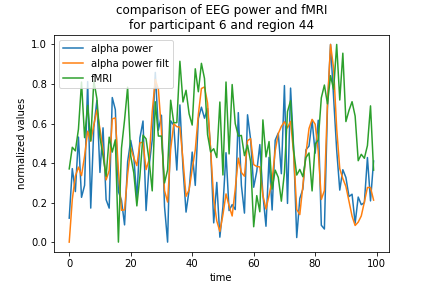 comparison of EEG power and fMRI
for participant 6 and region 44
alpha power
alpha power filt
fMRI
normalized values
1.0
0.8
0.6
0.4
0.2
0.0
0
20
40
60
80
100
time